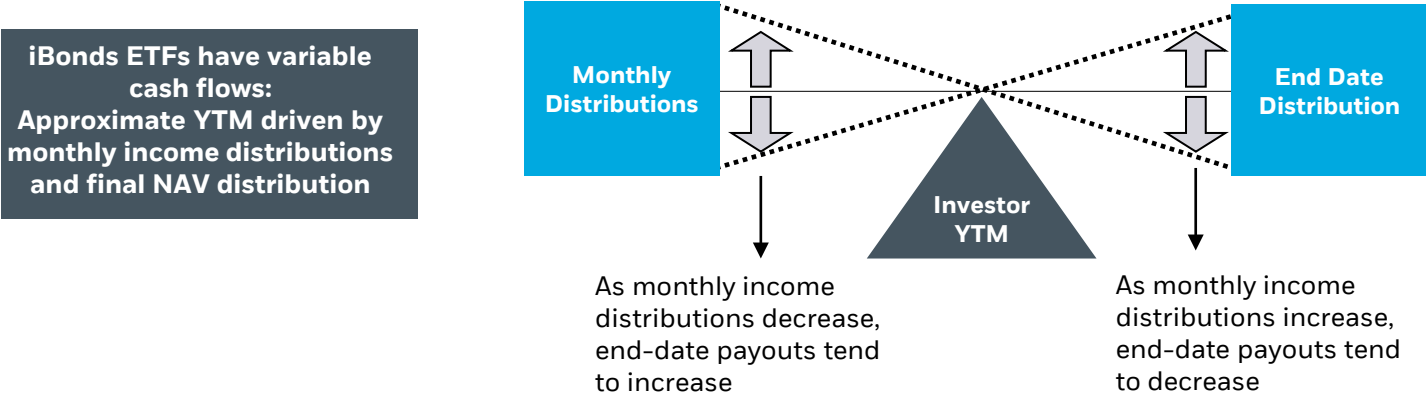 iBonds ETFs have variable
cash flows:
Approximate YTM driven by
monthly income distributions
and final NAV distribution
Monthly
Distributions
End Date
Distribution
Investor
YTM
As monthly income
distributions decrease,
end-date payouts tend
to increase
As monthly income
distributions increase,
end-date payouts tend
to decrease